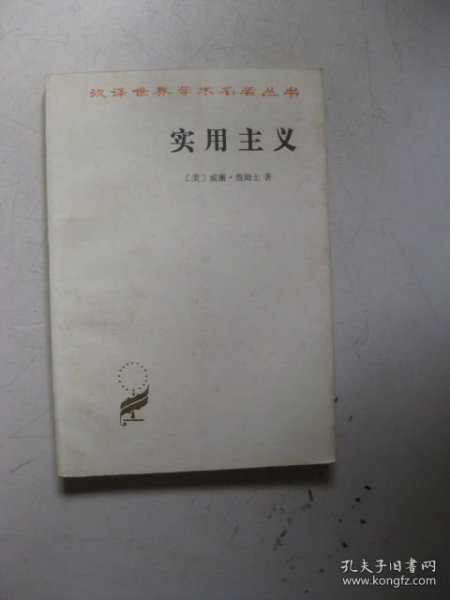 汉译世界学术名著丛书
实用主义
〔美〕威廉·詹姆士 著
孔夫子旧书网
www.kongfz.com